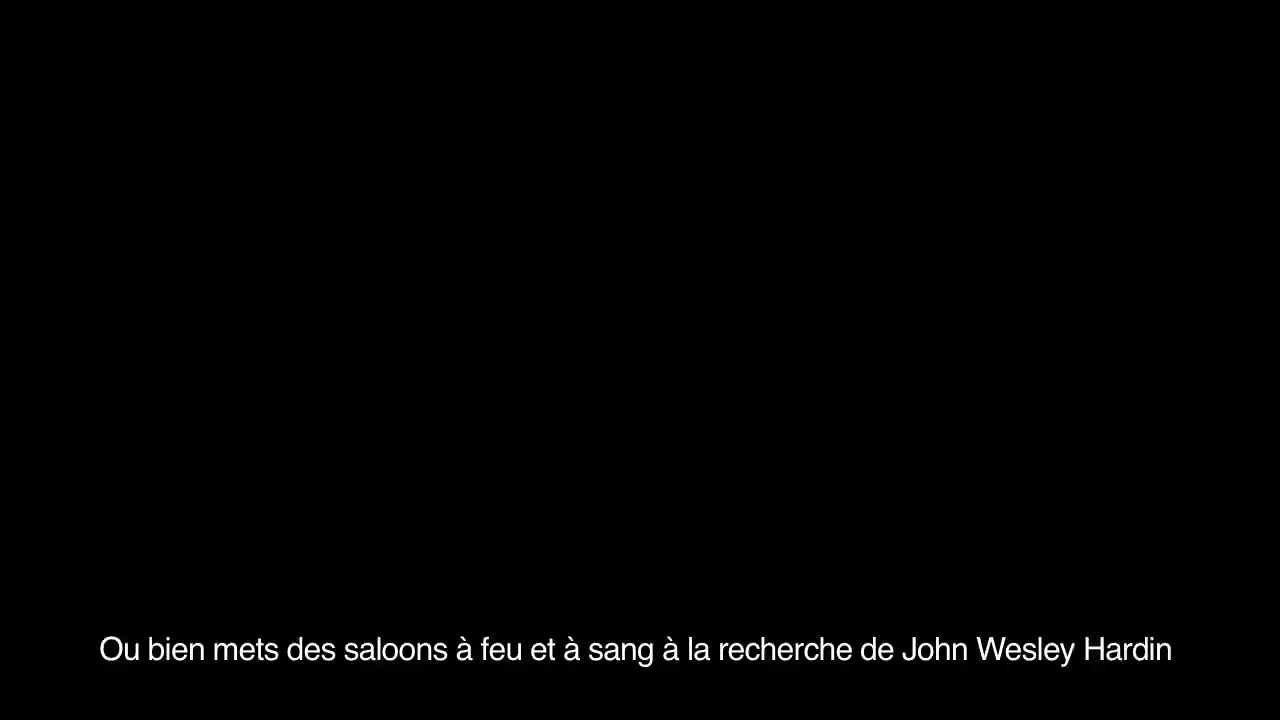 Ou bien mets des saloons à feu et à sang à la recherche de John Wesley Hardin